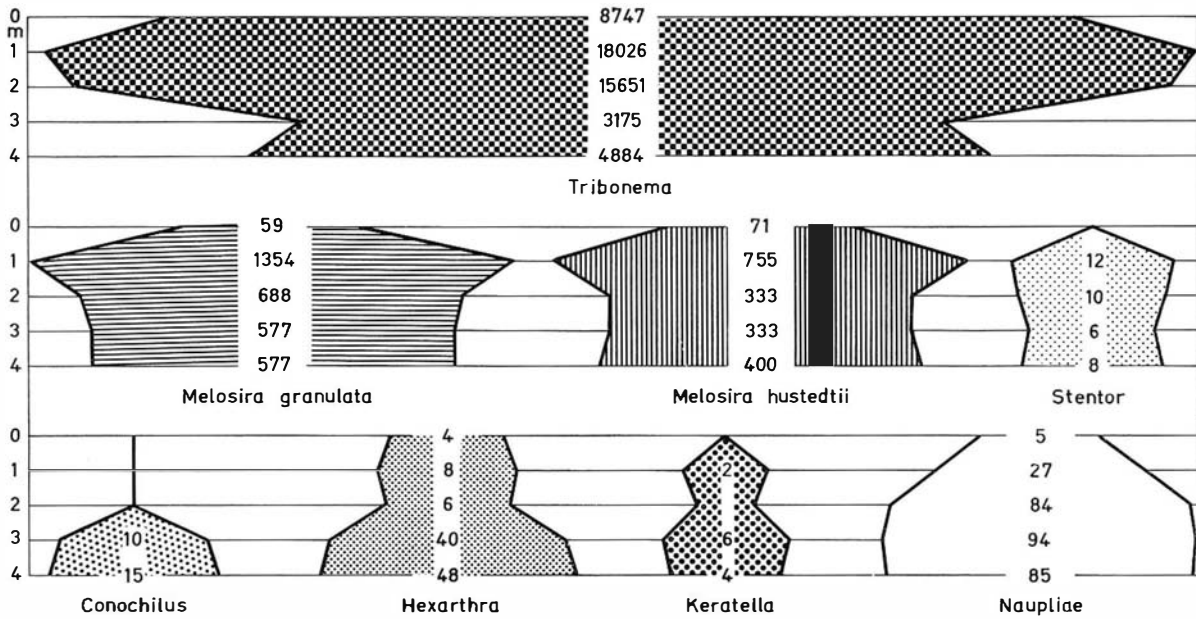 0 8747
m
1 18026
2 15651
3 3175
4 4884
Tribonema
0 59 71
1 1354 755 12
2 688 333 10
3 577 333 6
4 577 400 8
Melosira granulata Melosira hustedtii Stentor
0 4 5
1 8 2 27
2 6 84
3 10 40 6 94
4 15 48 4 85
Conochilus Hexarthra Keratella Naupliae